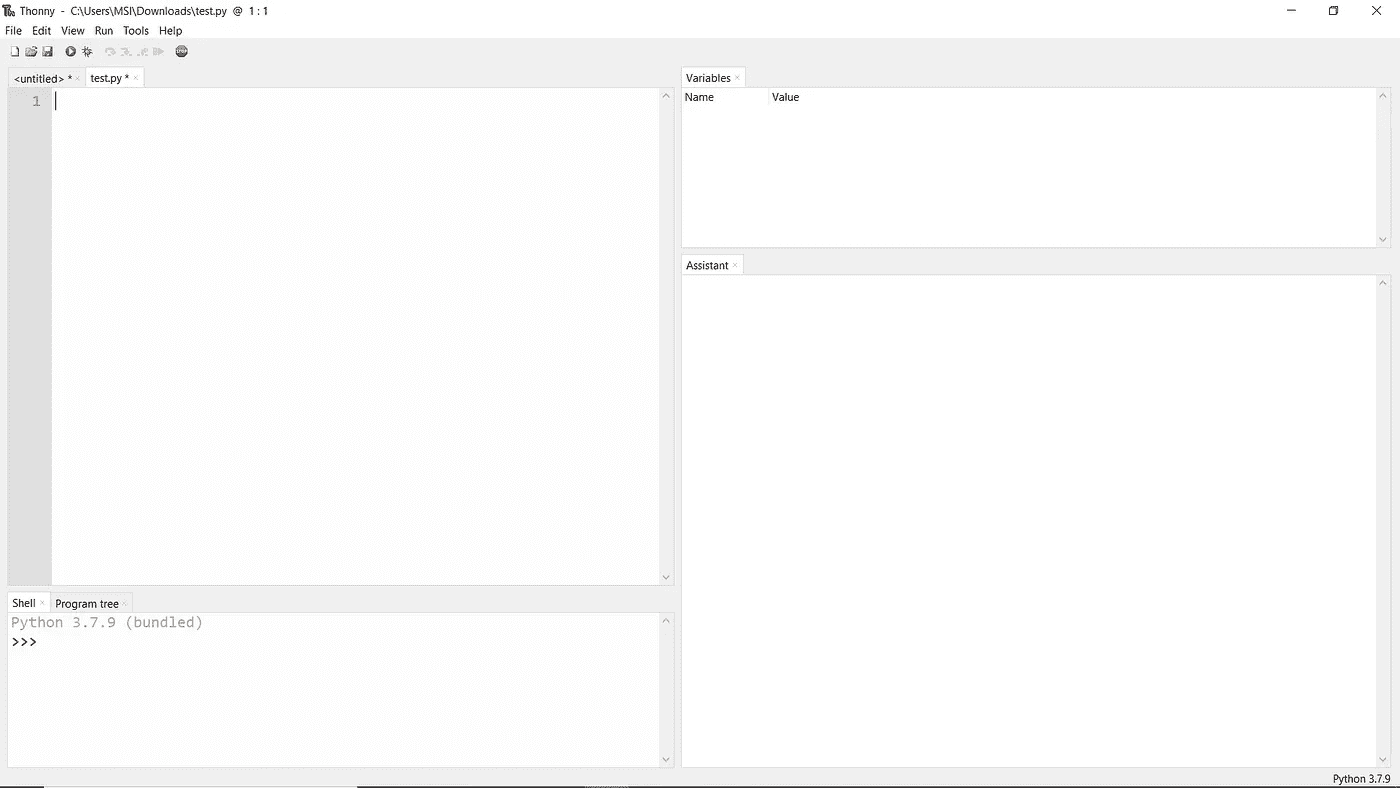 Thonny - C:\Users\MSI\Downloads\test.py @ 1 : 1
File Edit View Run Tools Help
STOP
<untitled> * × test.py * ×
1
Variables ×
Name Value
Assistant ×
Shell × Program tree ×
Python 3.7.9 (bundled)
>>>
Python 3.7.9